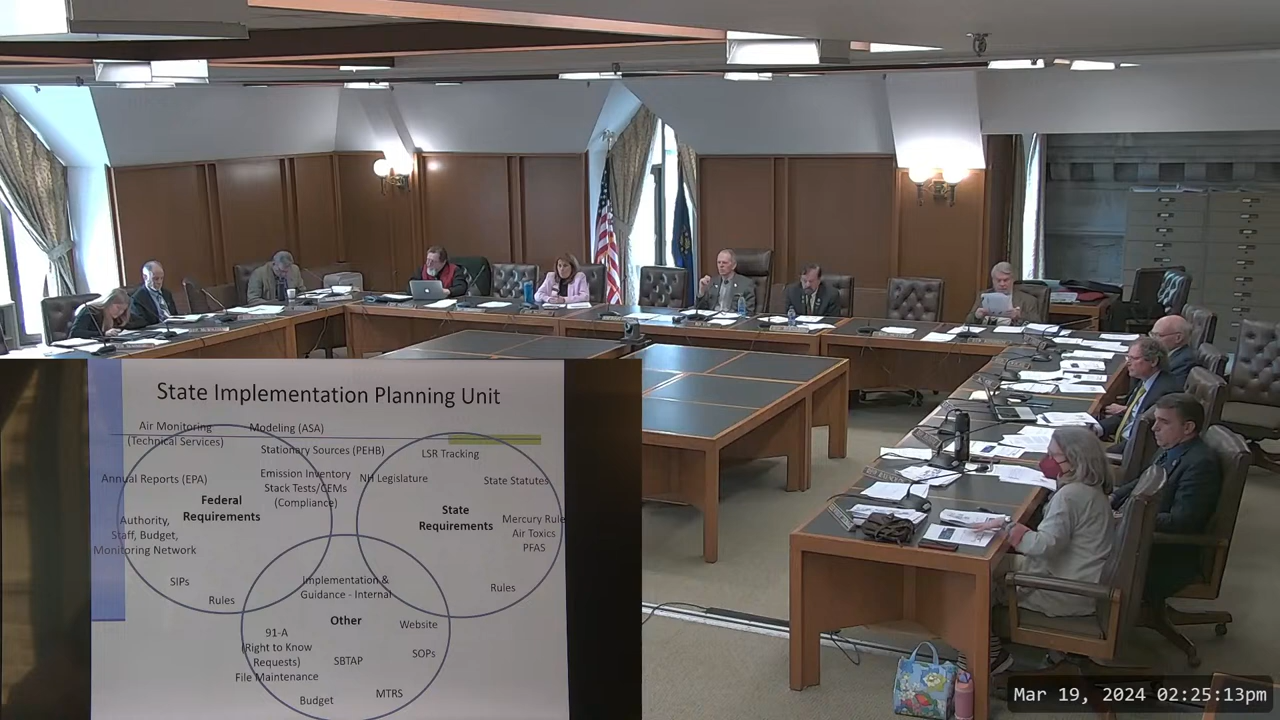 State Implementation Planning Unit
Air Monitoring
(Technical Services)
Modeling (ASA)
Stationary Sources (PEHB)
LSR Tracking
Annual Reports (EPA)
Emission Inventory
Stack Tests/CEMs
(Compliance)
NH Legislature
State Statutes
Federal
Requirements
State
Requirements
Authority,
Staff, Budget,
Monitoring Network
Mercury Rule
Air Toxics
PFAS
SIPs
Rules
Implementation &
Guidance - Internal
Rules
Other
Website
91-A
(Right to Know
Requests)
File Maintenance
SBTAP
SOPs
Budget
MTRS
Mar 19, 2024 02:25:13pm